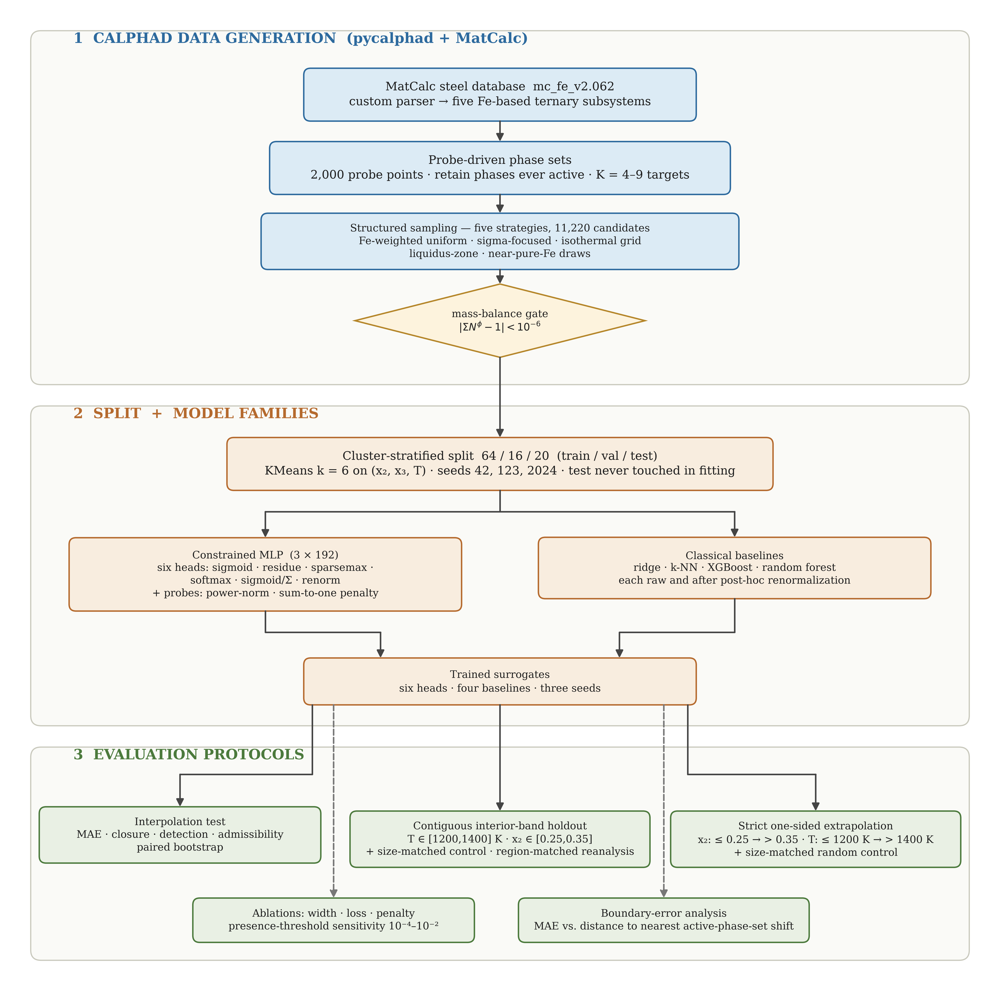 1 CALPHAD DATA GENERATION (pycalphad + MatCalc)
MatCalc steel database mc_fe_v2.062
custom parser → five Fe-based ternary subsystems
Probe-driven phase sets
2,000 probe points · retain phases ever active · K = 4–9 targets
Structured sampling — five strategies, 11,220 candidates
Fe-weighted uniform · sigma-focused · isothermal grid
liquidus-zone · near-pure-Fe draws
mass-balance gate
|ΣN^ϕ − 1| < 10⁻⁶
2 SPLIT + MODEL FAMILIES
Cluster-stratified split 64 / 16 / 20 (train / val / test)
KMeans k = 6 on (x₂, x₃, T) · seeds 42, 123, 2024 · test never touched in fitting
Constrained MLP (3 × 192)
six heads: sigmoid · residue · sparsemax ·
softmax · sigmoid/Σ · renorm
+ probes: power-norm · sum-to-one penalty
Classical baselines
ridge · k-NN · XGBoost · random forest
each raw and after post-hoc renormalization
Trained surrogates
six heads · four baselines · three seeds
3 EVALUATION PROTOCOLS
Interpolation test
MAE · closure · detection · admissibility
paired bootstrap
Contiguous interior-band holdout
T ∈ [1200,1400] K · x₂ ∈ [0.25,0.35]
+ size-matched control · region-matched reanalysis
Strict one-sided extrapolation
x₂: ≤ 0.25 → > 0.35 · T: ≤ 1200 K → > 1400 K
+ size-matched random control
Ablations: width · loss · penalty
presence-threshold sensitivity 10⁻⁴–10⁻²
Boundary-error analysis
MAE vs. distance to nearest active-phase-set shift